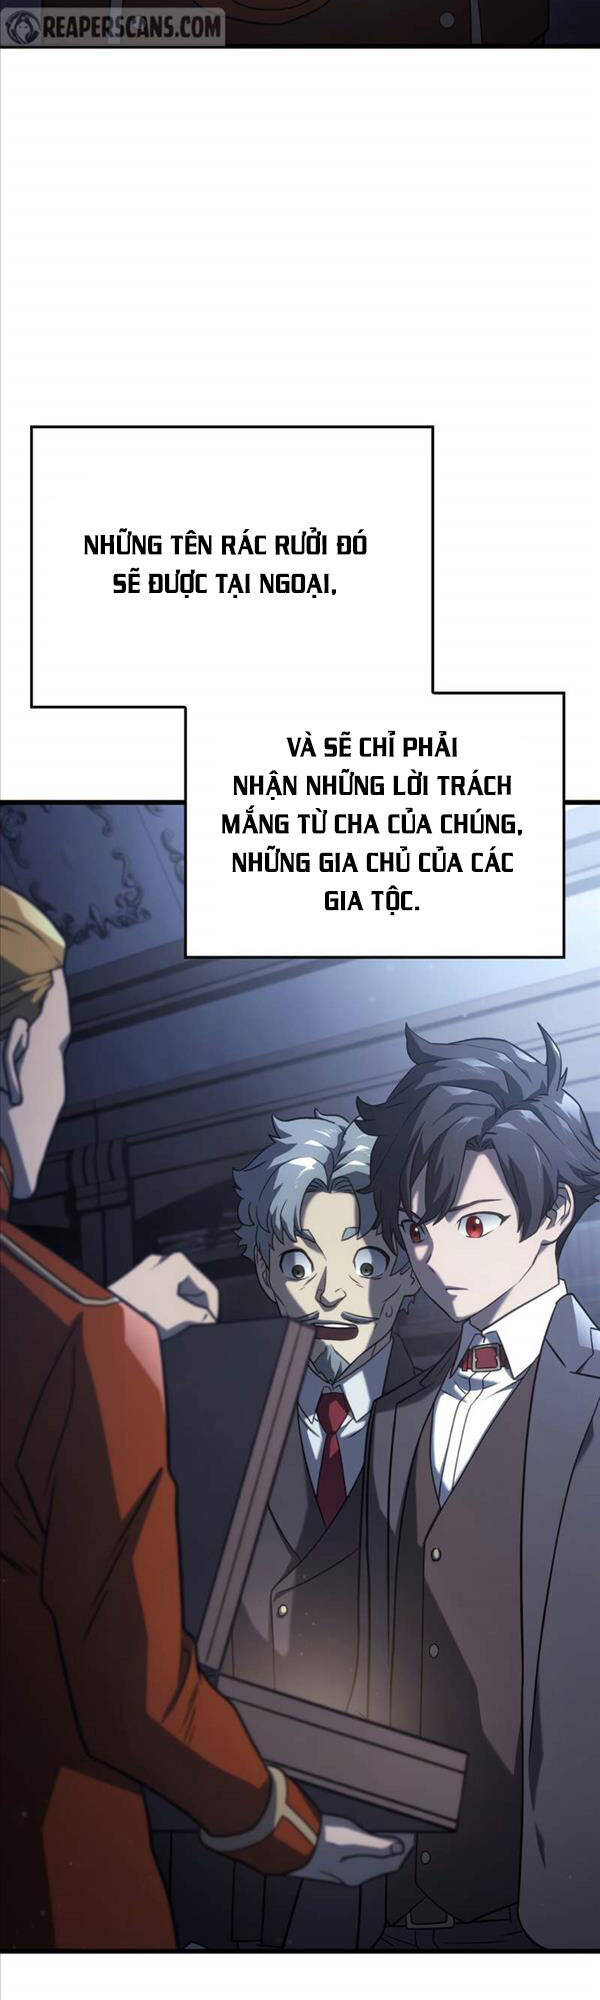 REAPERSCANS.COM
NHỮNG TÊN RÁC RƯỞI ĐÓ
SẼ ĐƯỢC TẠI NGOẠI,
VÀ SẼ CHỈ PHẢI
NHẬN NHỮNG LỜI TRÁCH
MẮNG TỪ CHA CỦA CHÚNG,
NHỮNG GIA CHỦ CỦA CÁC
GIA TỘC.